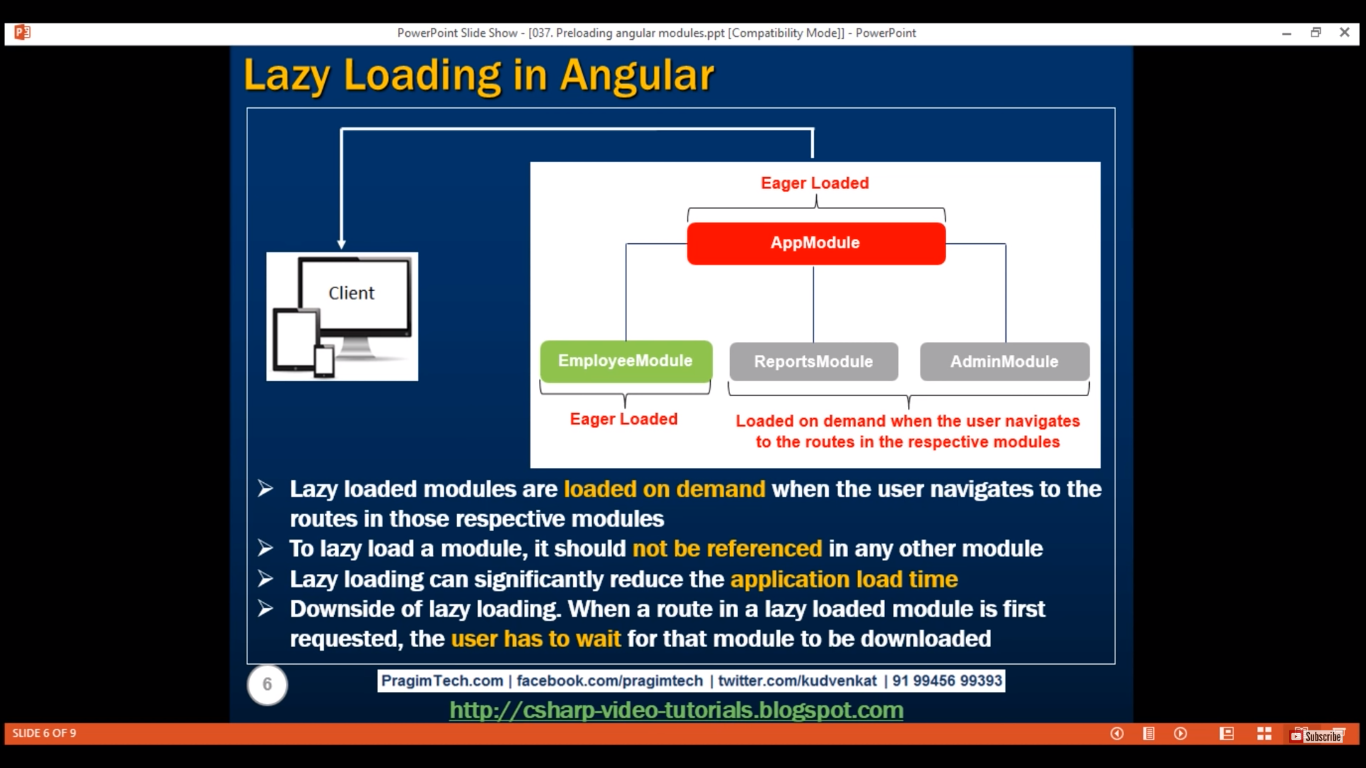 PowerPoint Slide Show - [037. Preloading angular modules.ppt [Compatibility Mode]] - PowerPoint
Lazy Loading in Angular
Eager Loaded
AppModule
Client
EmployeeModule
ReportsModule
AdminModule
Eager Loaded
Loaded on demand when the user navigates
to the routes in the respective modules
Lazy loaded modules are loaded on demand when the user navigates to the
routes in those respective modules
To lazy load a module, it should not be referenced in any other module
Lazy loading can significantly reduce the application load time
Downside of lazy loading. When a route in a lazy loaded module is first
requested, the user has to wait for that module to be downloaded
6
PragimTech.com | facebook.com/pragimtech | twitter.com/kudvenkat | 91 99456 99393
http://csharp-video-tutorials.blogspot.com
SLIDE 6 OF 9
Subscribe